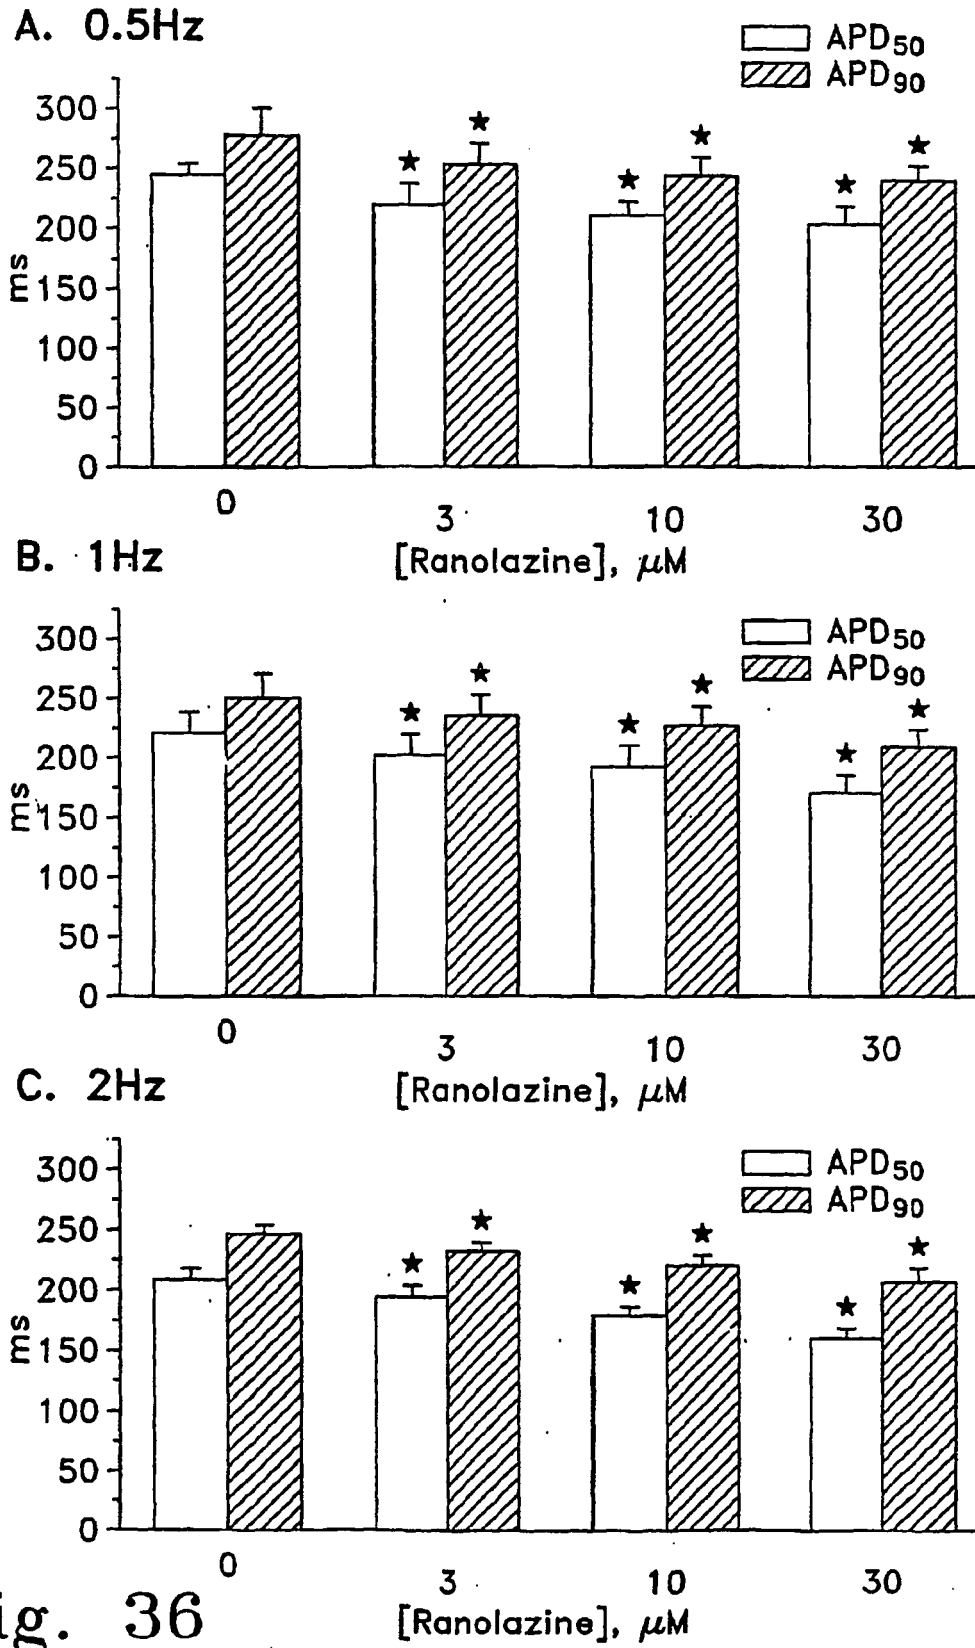 A. 0.5Hz
APD50
APD90
300
250
200
150
100
50
0
ms
★ ★ ★ ★ ★ ★
0 3 10 30
[Ranolazine], μM
B. 1Hz
APD50
APD90
300
250
200
150
100
50
0
ms
★ ★ ★ ★ ★ ★
0 3 10 30
[Ranolazine], μM
C. 2Hz
APD50
APD90
300
250
200
150
100
50
0
ms
★ ★ ★ ★ ★ ★
0 3 10 30
[Ranolazine], μM
ig. 36